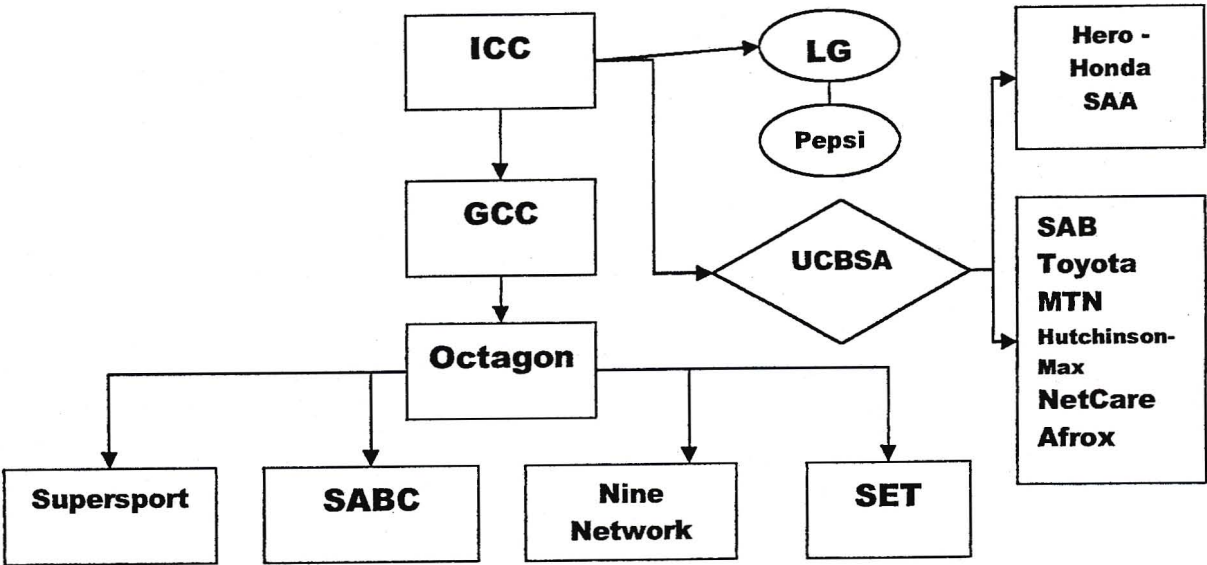 ICC
LG
Pepsi
Hero -
Honda
SAA
GCC
UCBSA
SAB
Toyota
MTN
Hutchinson-
Max
NetCare
Afrox
Octagon
Supersport
SABC
Nine
Network
SET